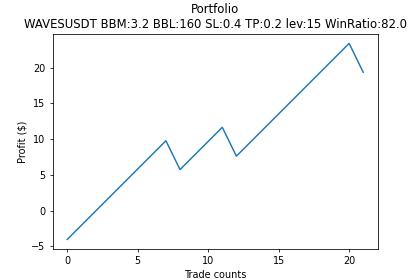 Portfolio
WAVESUSDT BBM:3.2 BBL:160 SL:0.4 TP:0.2 lev:15 WinRatio:82.0
Profit ($)
20
15
10
5
0
−5
0 5 10 15 20
Trade counts